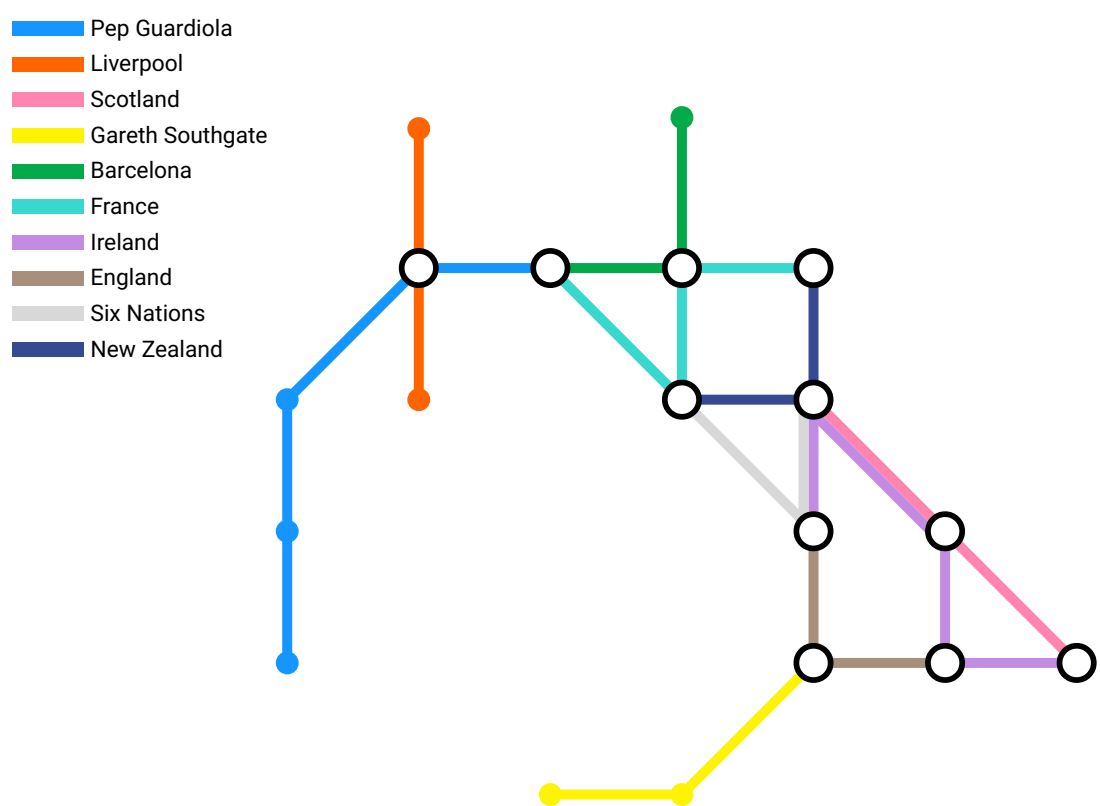 Pep Guardiola
Liverpool
Scotland
Gareth Southgate
Barcelona
France
Ireland
England
Six Nations
New Zealand